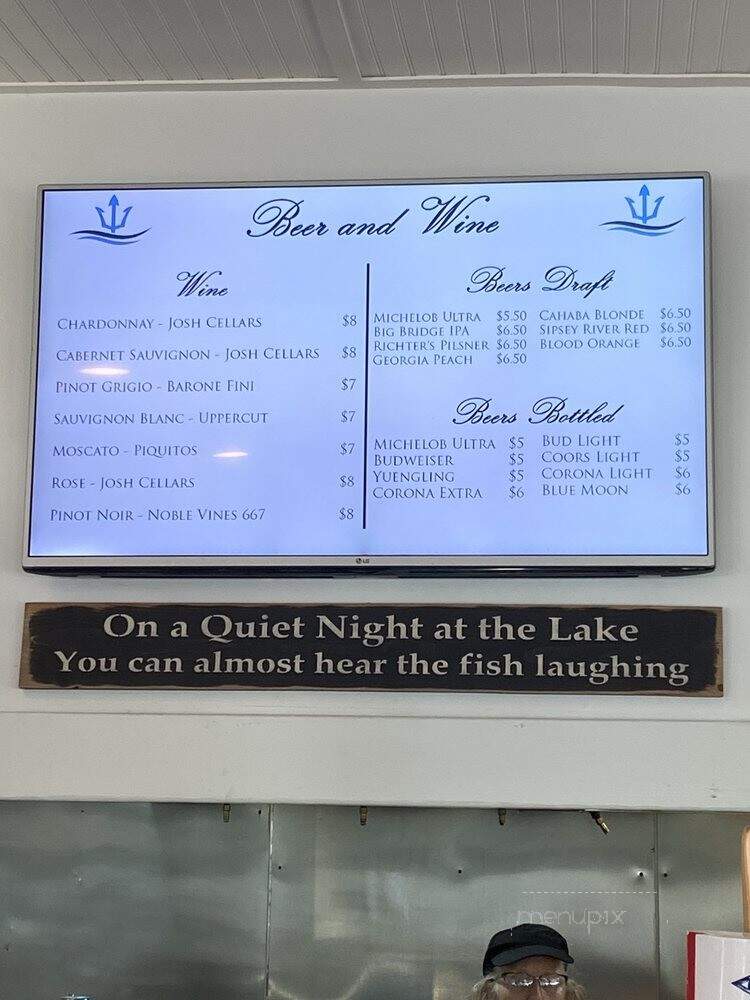 Beer and Wine
Wine
Chardonnay - Josh Cellars $8
Cabernet Sauvignon - Josh Cellars $8
Pinot Grigio - Barone Fini $7
Sauvignon Blanc - Uppercut $7
Moscato - Piquitos $7
Rose - Josh Cellars $8
Pinot Noir - Noble Vines 667 $8
Beers Draft
Michelob Ultra $5.50 Cahaba Blonde $6.50
Big Bridge IPA $6.50 Sipsey River Red $6.50
Richter's Pilsner $6.50 Blood Orange $6.50
Georgia Peach $6.50
Beers Bottled
Michelob Ultra $5 Bud Light $5
Budweiser $5 Coors Light $5
Yuengling $5 Corona Light $6
Corona Extra $6 Blue Moon $6
LG
On a Quiet Night at the Lake
You can almost hear the fish laughing
menupix